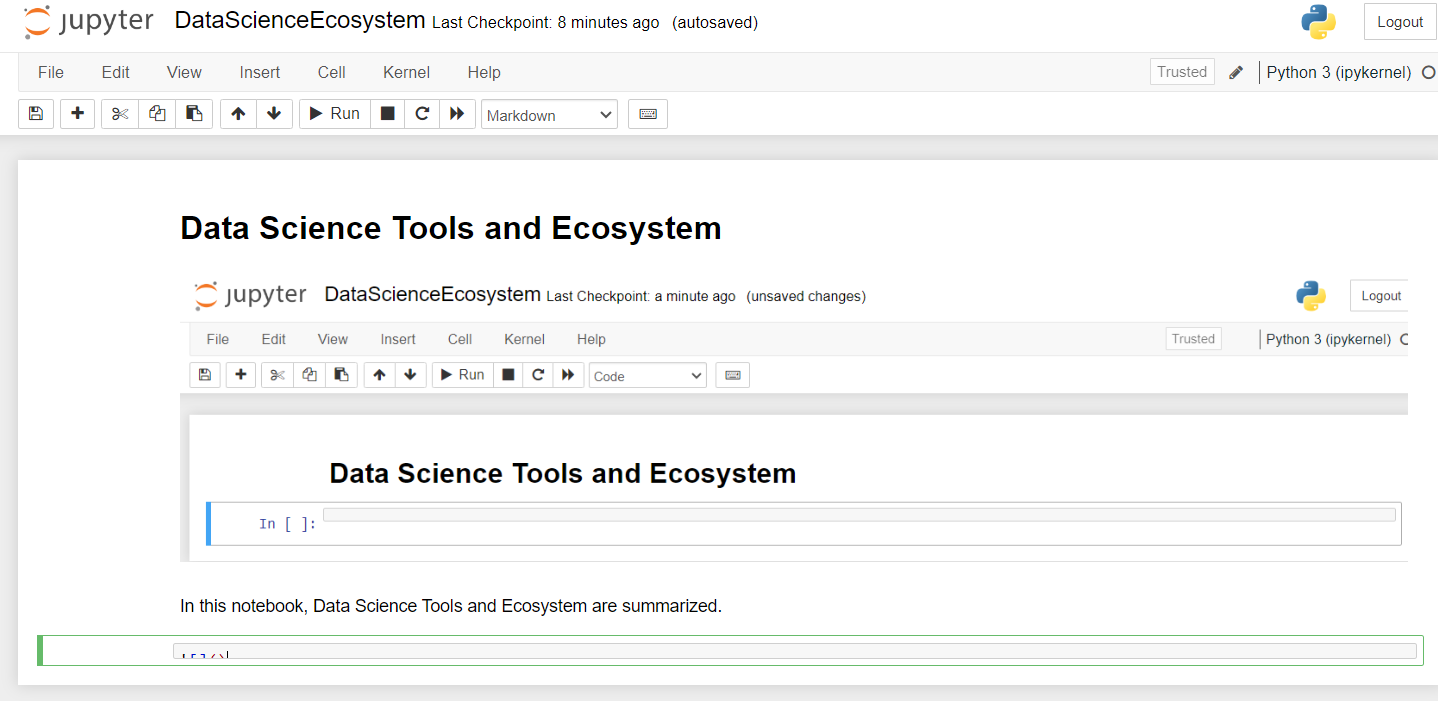 jupyter DataScienceEcosystem Last Checkpoint: 8 minutes ago (autosaved) Logout
File Edit View Insert Cell Kernel Help Trusted Python 3 (ipykernel)
Run Markdown
Data Science Tools and Ecosystem
jupyter DataScienceEcosystem Last Checkpoint: a minute ago (unsaved changes) Logout
File Edit View Insert Cell Kernel Help Trusted Python 3 (ipykernel)
Run Code
Data Science Tools and Ecosystem
In [ ]:
In this notebook, Data Science Tools and Ecosystem are summarized.